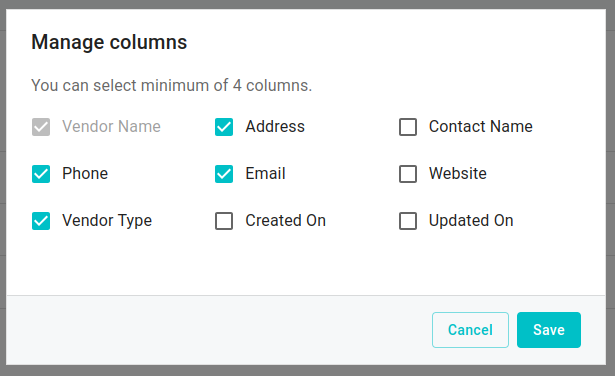 Manage columns
You can select minimum of 4 columns.
Vendor Name Address Contact Name
Phone Email Website
Vendor Type Created On Updated On
Cancel Save